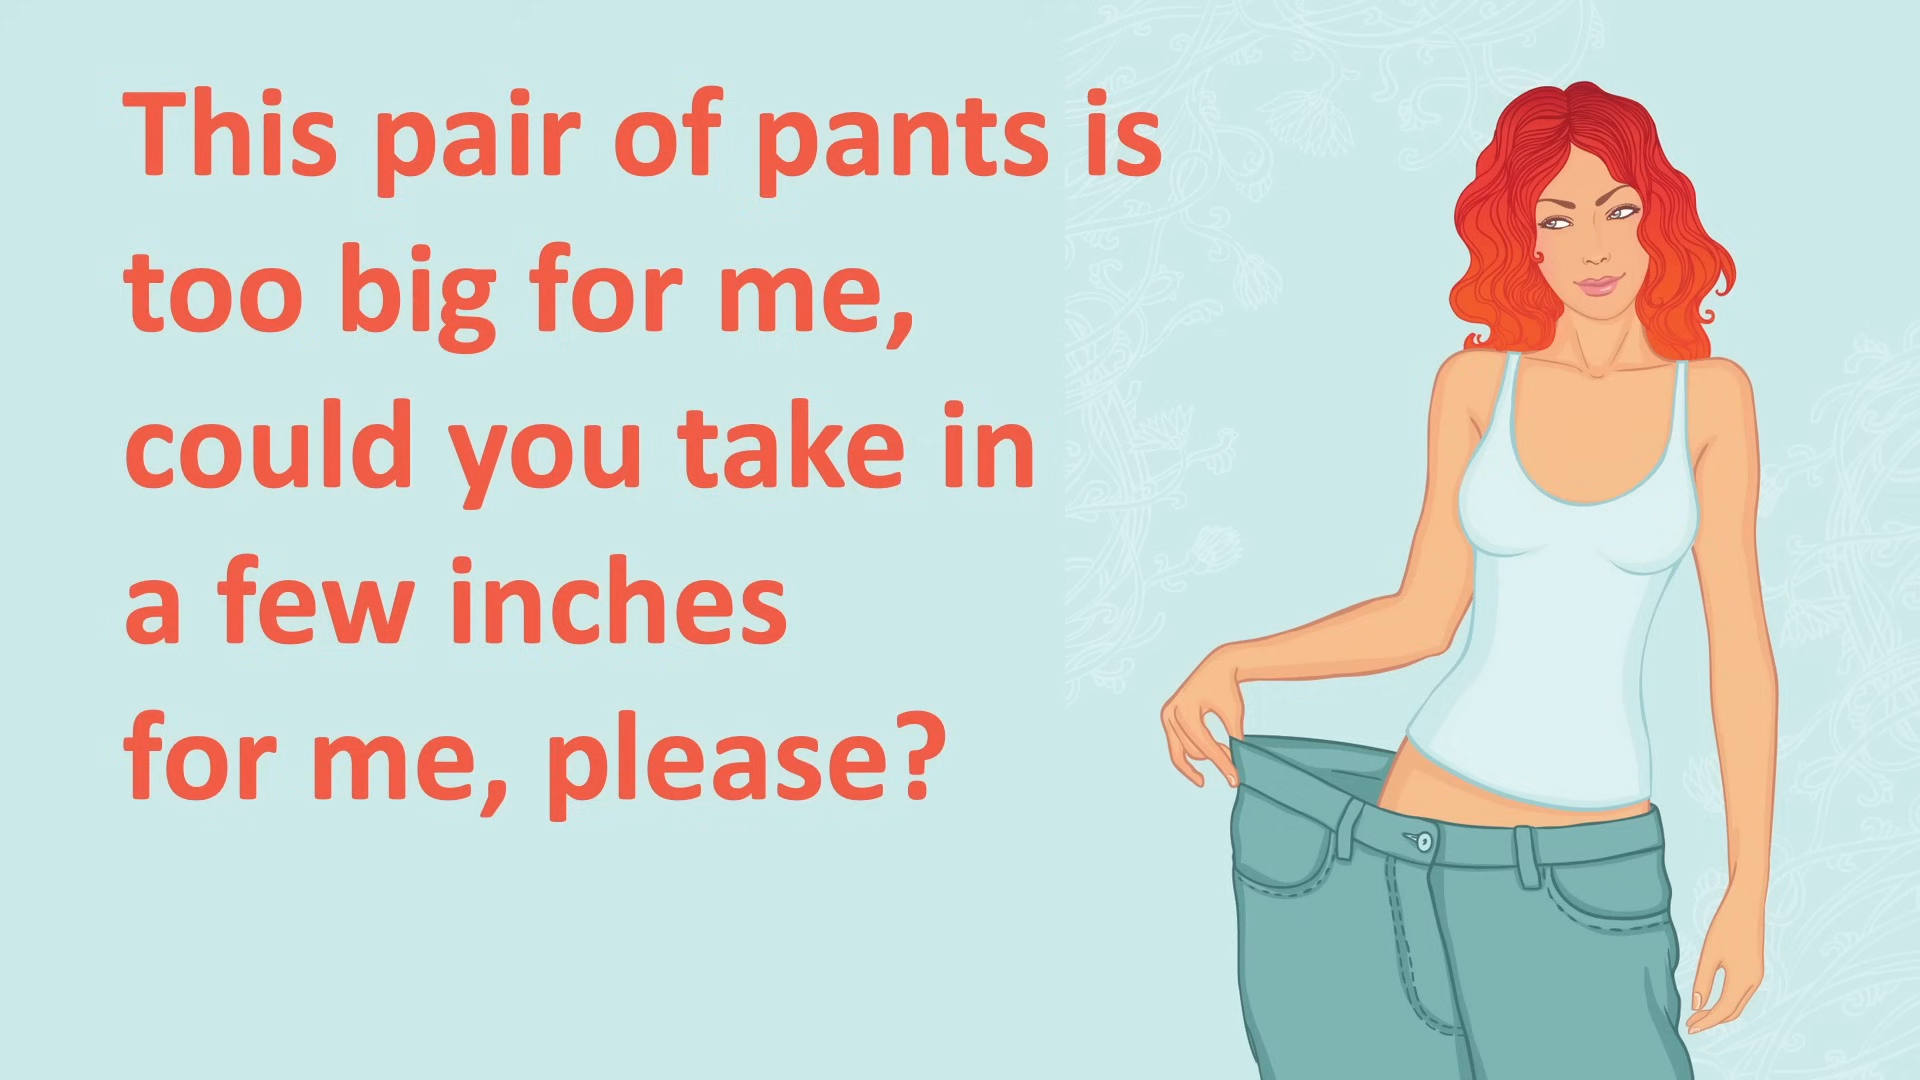 This pair of pants is
too big for me,
could you take in
a few inches
for me, please?